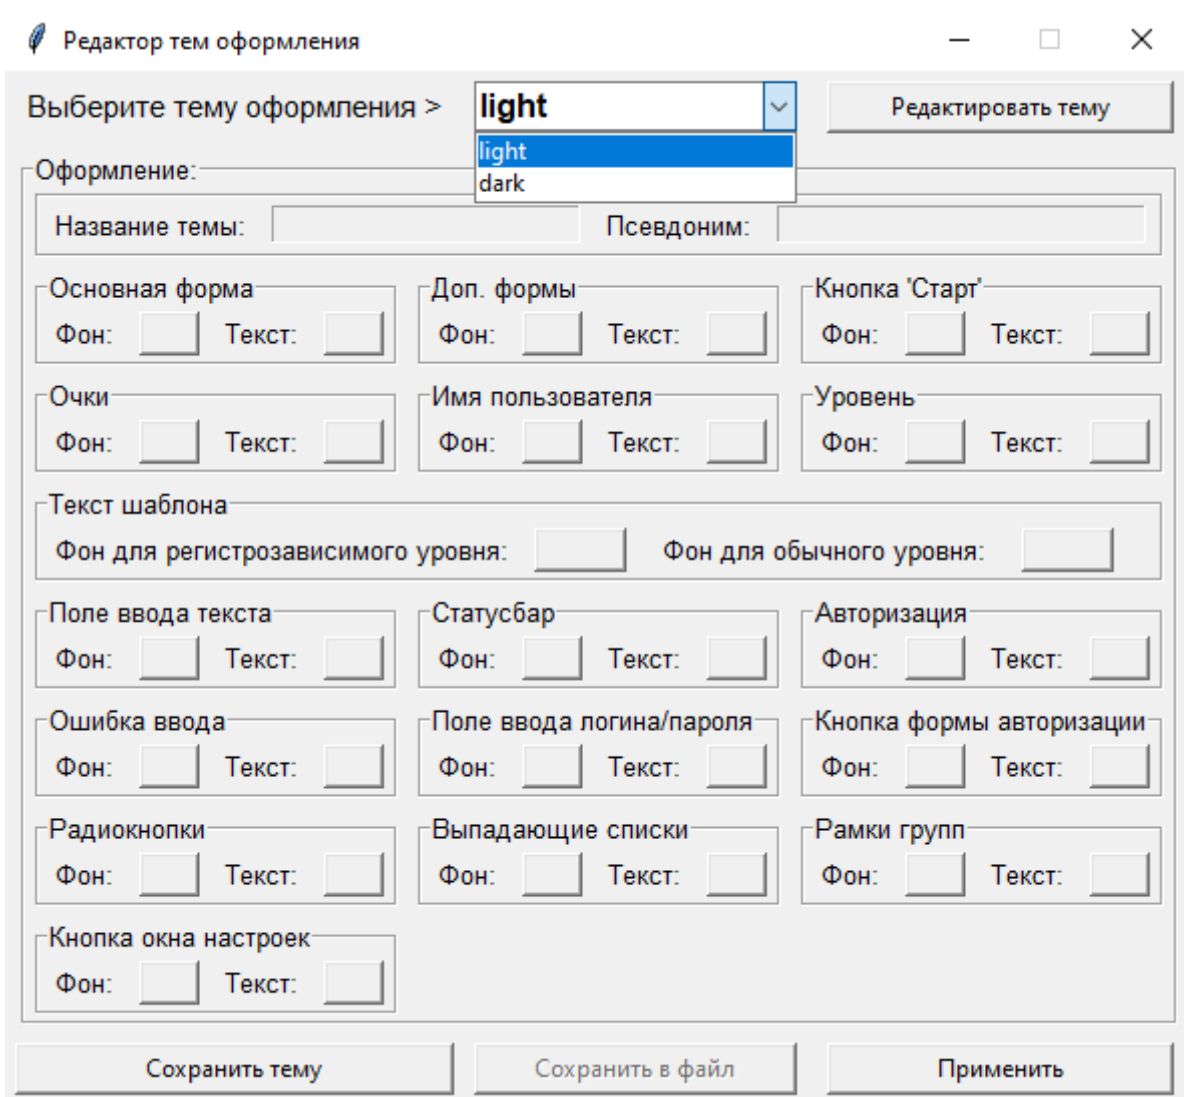 Редактор тем оформления
Выберите тему оформления > light Редактировать тему
light
dark
Оформление:
Название темы: Псевдоним:
Основная форма Доп. формы Кнопка 'Старт'
Фон: Текст: Фон: Текст: Фон: Текст:
Очки Имя пользователя Уровень
Фон: Текст: Фон: Текст: Фон: Текст:
Текст шаблона
Фон для регистрозависимого уровня: Фон для обычного уровня:
Поле ввода текста Статусбар Авторизация
Фон: Текст: Фон: Текст: Фон: Текст:
Ошибка ввода Поле ввода логина/пароля Кнопка формы авторизации
Фон: Текст: Фон: Текст: Фон: Текст:
Радиокнопки Выпадающие списки Рамки групп
Фон: Текст: Фон: Текст: Фон: Текст:
Кнопка окна настроек
Фон: Текст:
Сохранить тему Сохранить в файл Применить